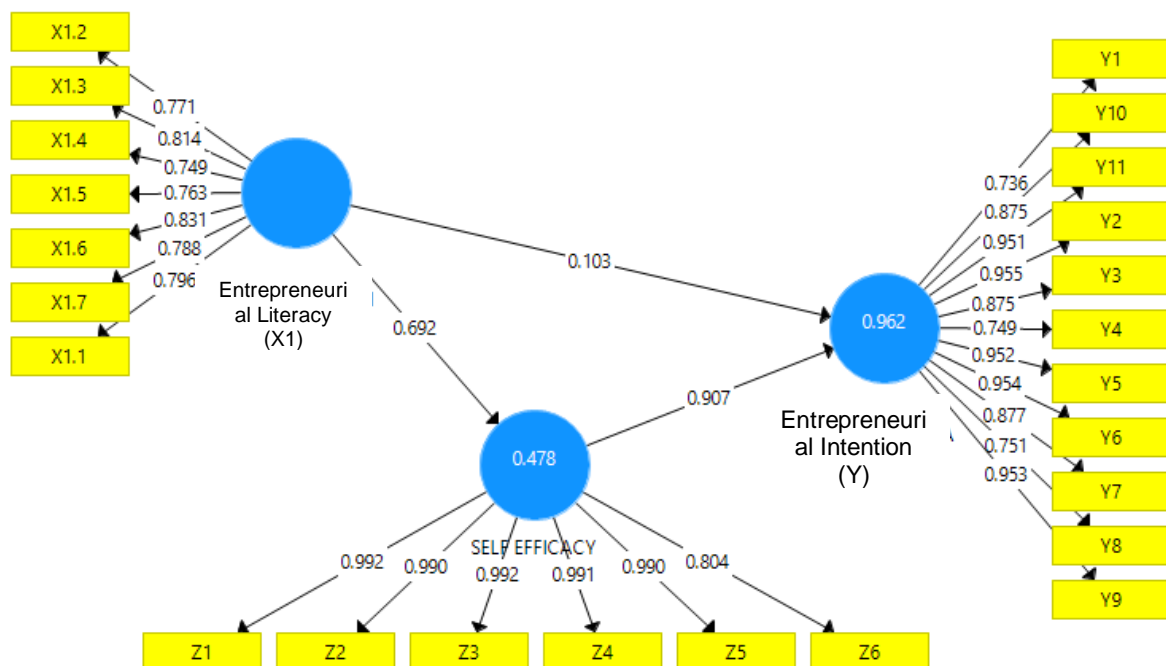 X1.2
X1.3
X1.4
X1.5
X1.6
X1.7
X1.1
0.771
0.814
0.749
0.763
0.831
0.788
0.796
Entrepreneuri
al Literacy
(X1)
0.103
0.692
0.907
0.478
SELF EFFICACY
0.992
0.990
0.992
0.991
0.990
0.804
Z1
Z2
Z3
Z4
Z5
Z6
0.962
Entrepreneuri
al Intention
(Y)
0.736
0.875
0.951
0.955
0.875
0.749
0.952
0.954
0.877
0.751
0.953
Y1
Y10
Y11
Y2
Y3
Y4
Y5
Y6
Y7
Y8
Y9